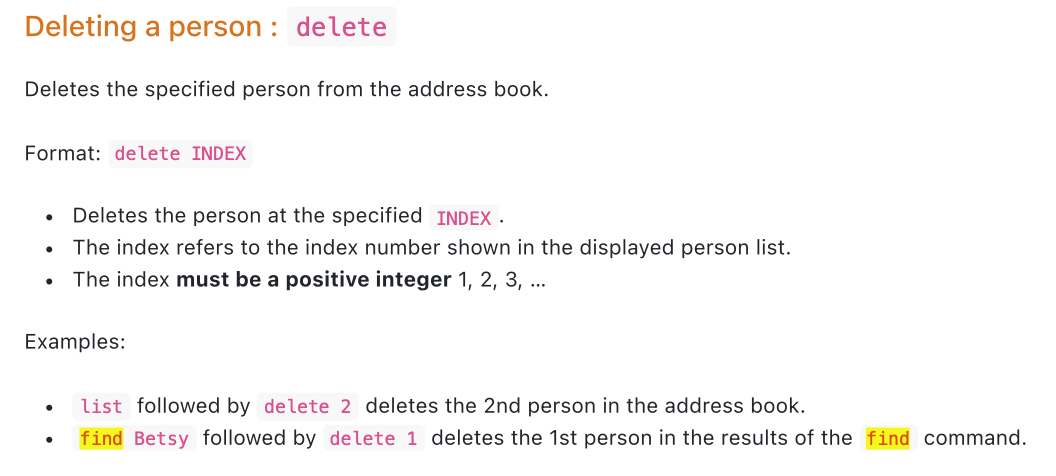 Deleting a person : delete
Deletes the specified person from the address book.
Format: delete INDEX
• Deletes the person at the specified INDEX .
• The index refers to the index number shown in the displayed person list.
• The index must be a positive integer 1, 2, 3, …
Examples:
• list followed by delete 2 deletes the 2nd person in the address book.
• find Betsy followed by delete 1 deletes the 1st person in the results of the find command.